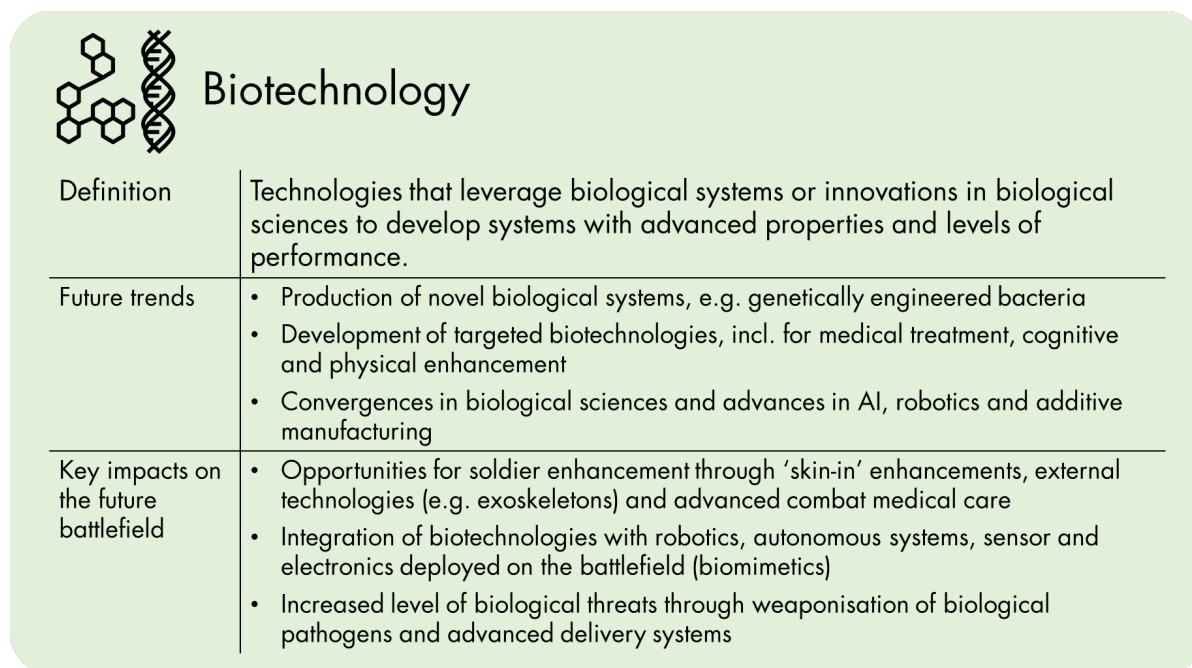 Biotechnology
Definition
Technologies that leverage biological systems or innovations in biological
sciences to develop systems with advanced properties and levels of
performance.
Future trends
• Production of novel biological systems, e.g. genetically engineered bacteria
• Development of targeted biotechnologies, incl. for medical treatment, cognitive
and physical enhancement
• Convergences in biological sciences and advances in AI, robotics and additive
manufacturing
Key impacts on
the future
battlefield
• Opportunities for soldier enhancement through ‘skin-in’ enhancements, external
technologies (e.g. exoskeletons) and advanced combat medical care
• Integration of biotechnologies with robotics, autonomous systems, sensor and
electronics deployed on the battlefield (biomimetics)
• Increased level of biological threats through weaponisation of biological
pathogens and advanced delivery systems